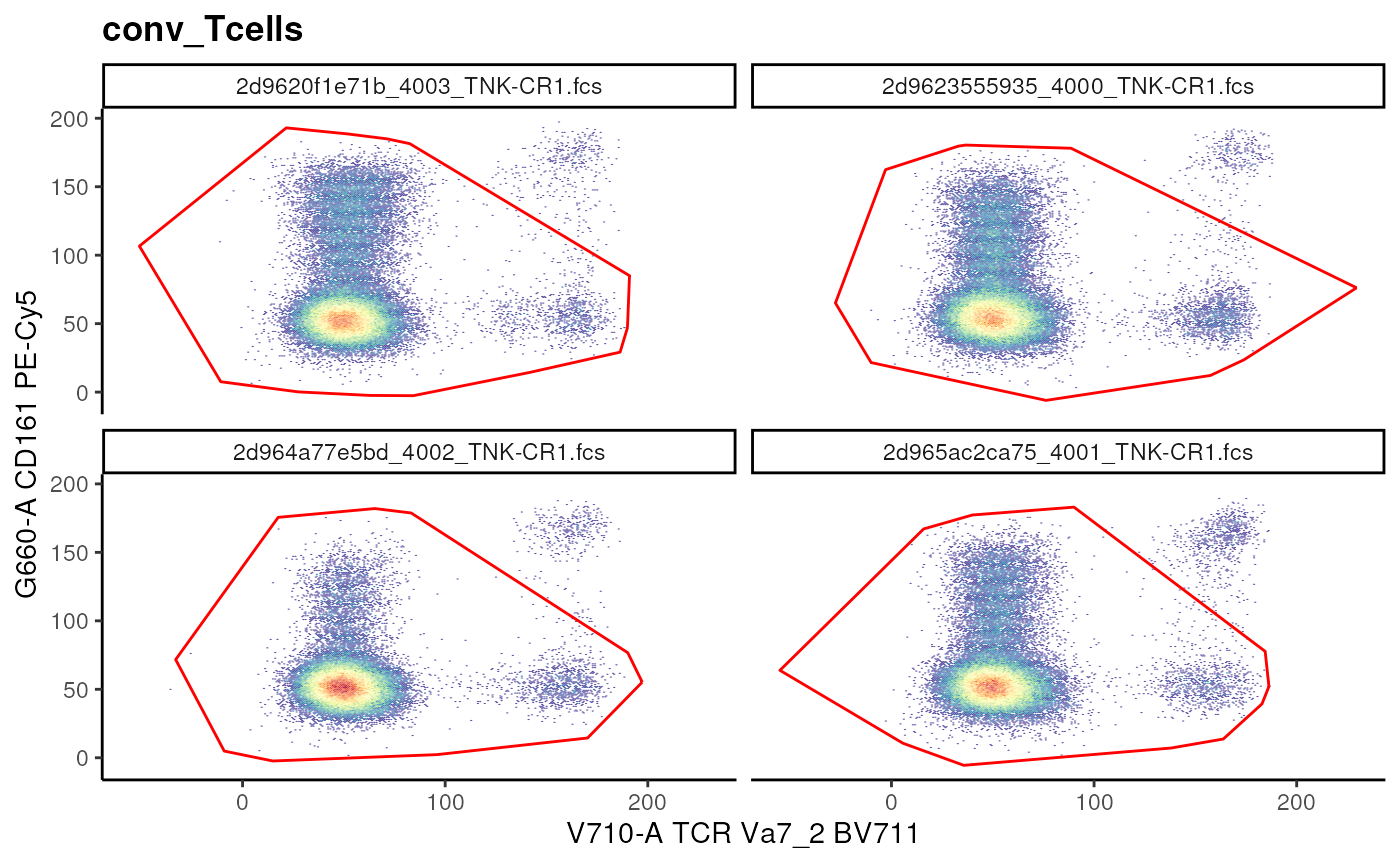 conv_Tcells
2d9620f1e71b_4003_TNK-CR1.fcs
2d9623555935_4000_TNK-CR1.fcs
200
150
100
50
0
2d964a77e5bd_4002_TNK-CR1.fcs
2d965ac2ca75_4001_TNK-CR1.fcs
200
150
100
50
0
G660-A CD161 PE-Cy5
0 100 200
0 100 200
V710-A TCR Va7_2 BV711